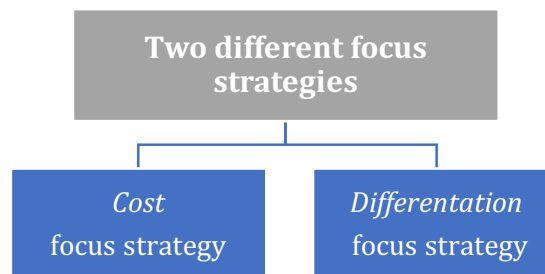 Two different focus
strategies
Cost
focus strategy
Differentation
focus strategy